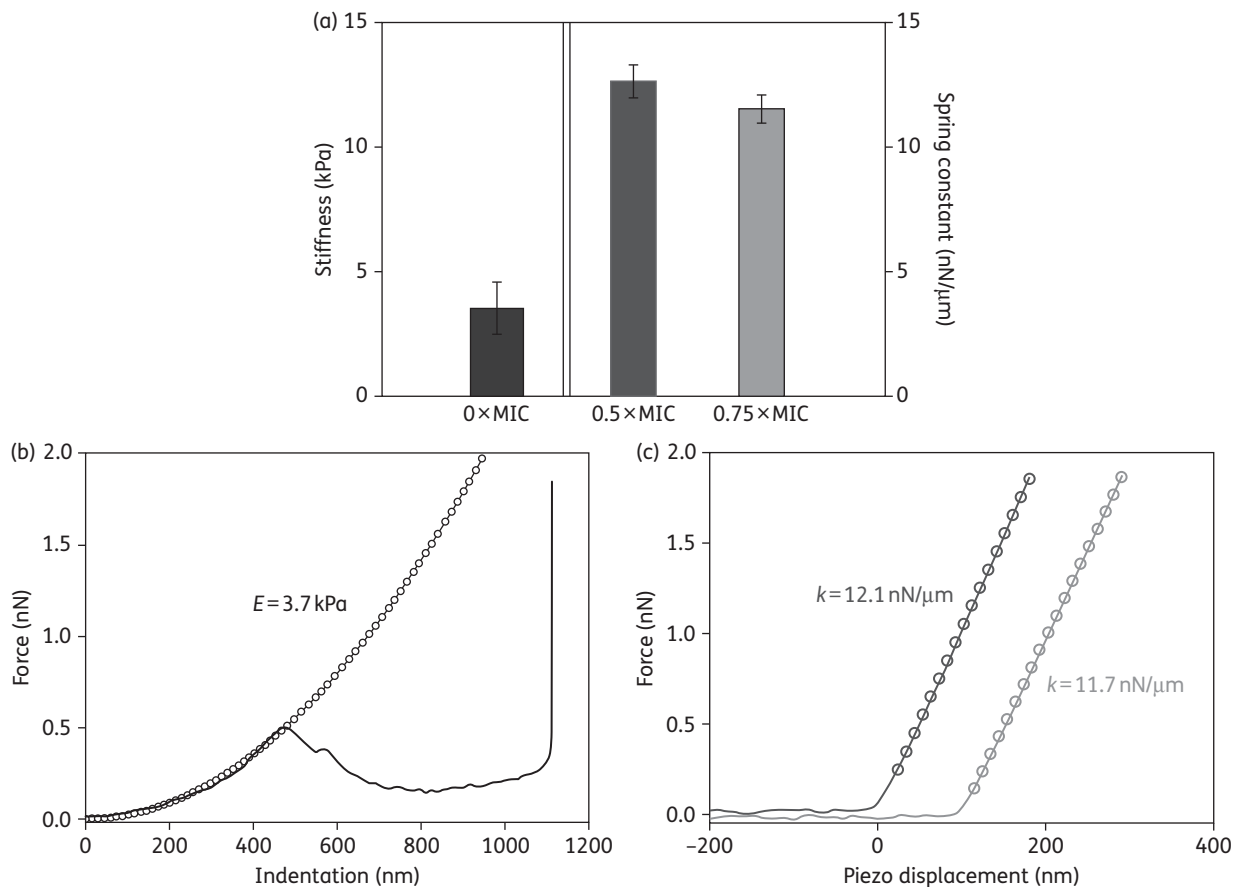 (a)
15
10
5
0
Stiffness (kPa)
15
10
5
0
Spring constant (nN/μm)
0×MIC
0.5×MIC
0.75×MIC
(b)
2.0
1.5
1.0
0.5
0.0
Force (nN)
E=3.7 kPa
0
200
400
600
800
1000
1200
Indentation (nm)
(c)
2.0
1.5
1.0
0.5
0.0
Force (nN)
k=12.1 nN/μm
k=11.7 nN/μm
−200
0
200
400
Piezo displacement (nm)